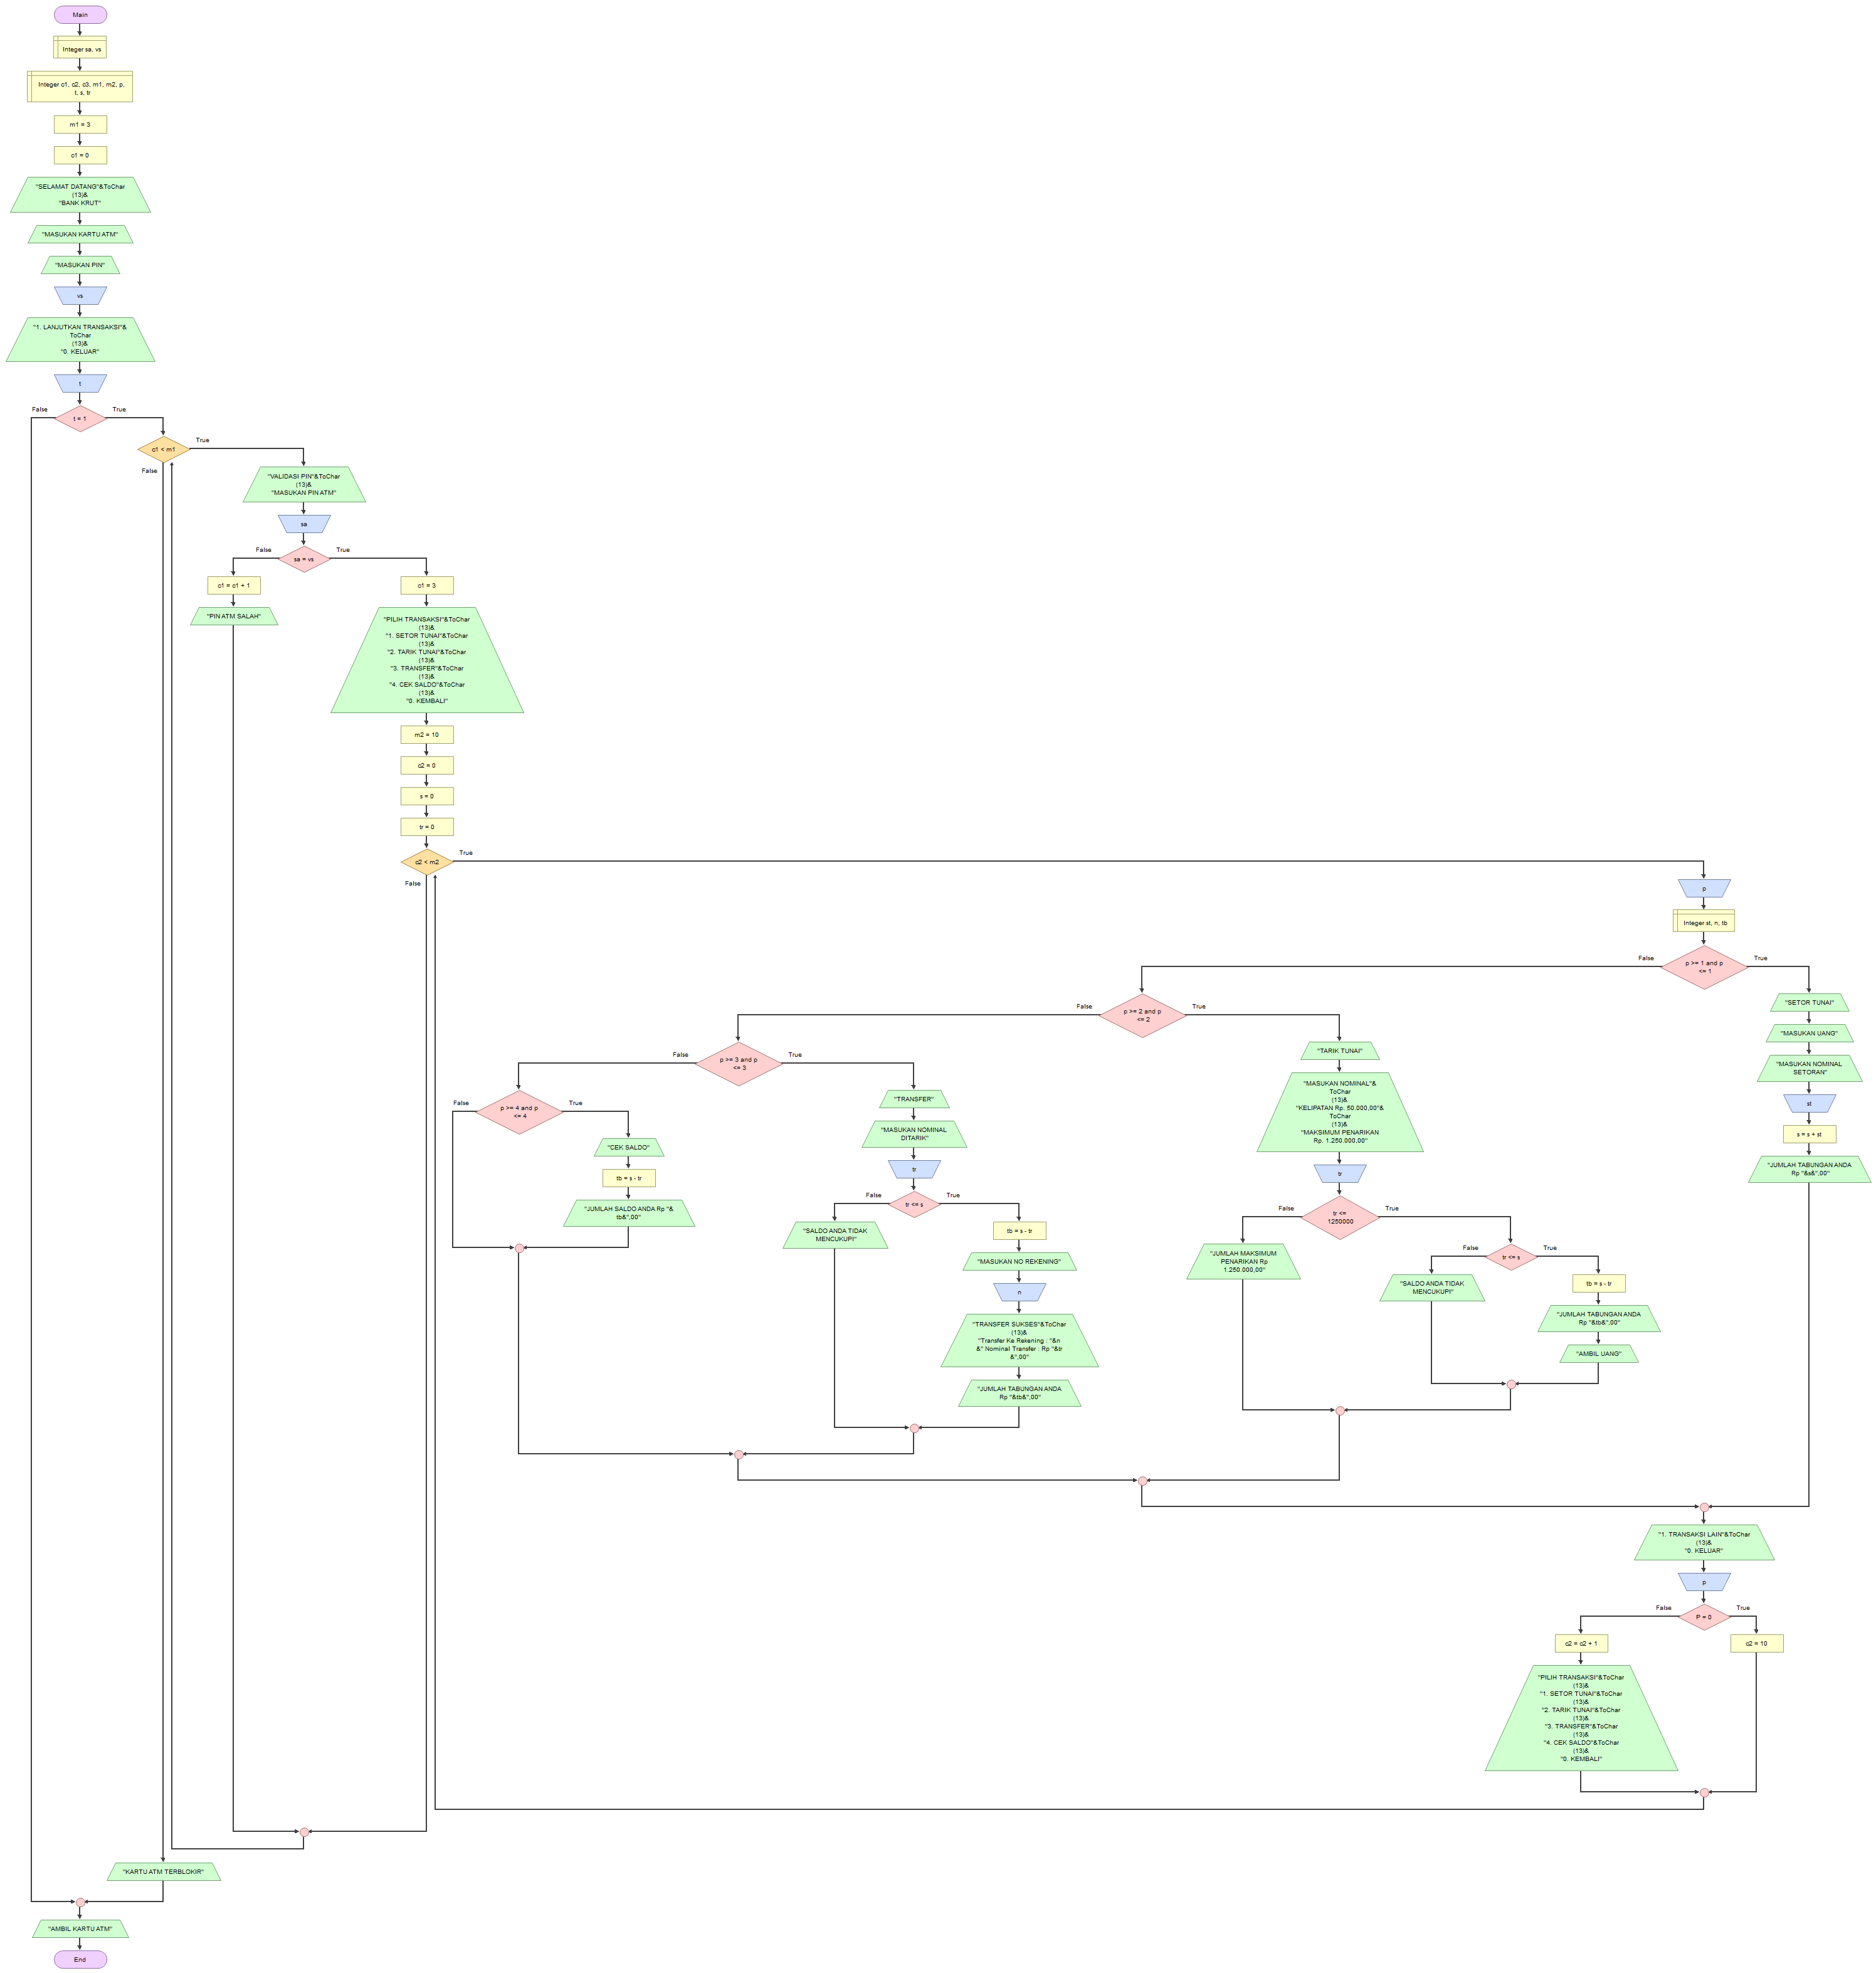 Main
Integer sa, vs
Integer c1, c2, c3, m1, m2, p,
t, s, tr
m1 = 3
c1 = 0
"SELAMAT DATANG"&ToChar
(13)&
"BANK KRUT"
"MASUKAN KARTU ATM"
"MASUKAN PIN"
vs
"1. LANJUTKAN TRANSAKSI"&
ToChar
(13)&
"0. KELUAR"
t
t = 1
False
True
c1 < m1
True
False
"VALIDASI PIN"&ToChar
(13)&
"MASUKAN PIN ATM"
sa
sa = vs
False
True
c1 = c1 + 1
"PIN ATM SALAH"
c1 = 3
"PILIH TRANSAKSI"&ToChar
(13)&
"1. SETOR TUNAI"&ToChar
(13)&
"2. TARIK TUNAI"&ToChar
(13)&
"3. TRANSFER"&ToChar
(13)&
"4. CEK SALDO"&ToChar
(13)&
"0. KEMBALI"
m2 = 10
c2 = 0
s = 0
tr = 0
c2 < m2
True
False
p
Integer st, n, tb
p >= 1 and p
<= 1
False
True
"SETOR TUNAI"
"MASUKAN UANG"
"MASUKAN NOMINAL
SETORAN"
st
s = s + st
"JUMLAH TABUNGAN ANDA
Rp "&s&",00"
p >= 2 and p
<= 2
False
True
"TARIK TUNAI"
"MASUKAN NOMINAL"&
ToChar
(13)&
"KELIPATAN Rp. 50.000,00"&
ToChar
(13)&
"MAKSIMUM PENARIKAN
Rp. 1.250.000,00"
tr
tr <=
1250000
False
True
"JUMLAH MAKSIMUM
PENARIKAN Rp
1.250.000,00"
tr <= s
False
True
"SALDO ANDA TIDAK
MENCUKUPI"
tb = s - tr
"JUMLAH TABUNGAN ANDA
Rp "&tb&",00"
"AMBIL UANG"
p >= 3 and p
<= 3
False
True
"TRANSFER"
"MASUKAN NOMINAL
DITARIK"
tr
tr <= s
False
True
"SALDO ANDA TIDAK
MENCUKUPI"
tb = s - tr
"MASUKAN NO REKENING"
n
"TRANSFER SUKSES"&ToChar
(13)&
"Transfer Ke Rekening : "&n
&" Nominal Transfer : Rp "&tr
&",00"
"JUMLAH TABUNGAN ANDA
Rp "&tb&",00"
p >= 4 and p
<= 4
False
True
"CEK SALDO"
tb = s - tr
"JUMLAH SALDO ANDA Rp "&
tb&",00"
"1. TRANSAKSI LAIN"&ToChar
(13)&
"0. KELUAR"
p
P = 0
False
True
c2 = c2 + 1
"PILIH TRANSAKSI"&ToChar
(13)&
"1. SETOR TUNAI"&ToChar
(13)&
"2. TARIK TUNAI"&ToChar
(13)&
"3. TRANSFER"&ToChar
(13)&
"4. CEK SALDO"&ToChar
(13)&
"0. KEMBALI"
c2 = 10
"KARTU ATM TERBLOKIR"
"AMBIL KARTU ATM"
End